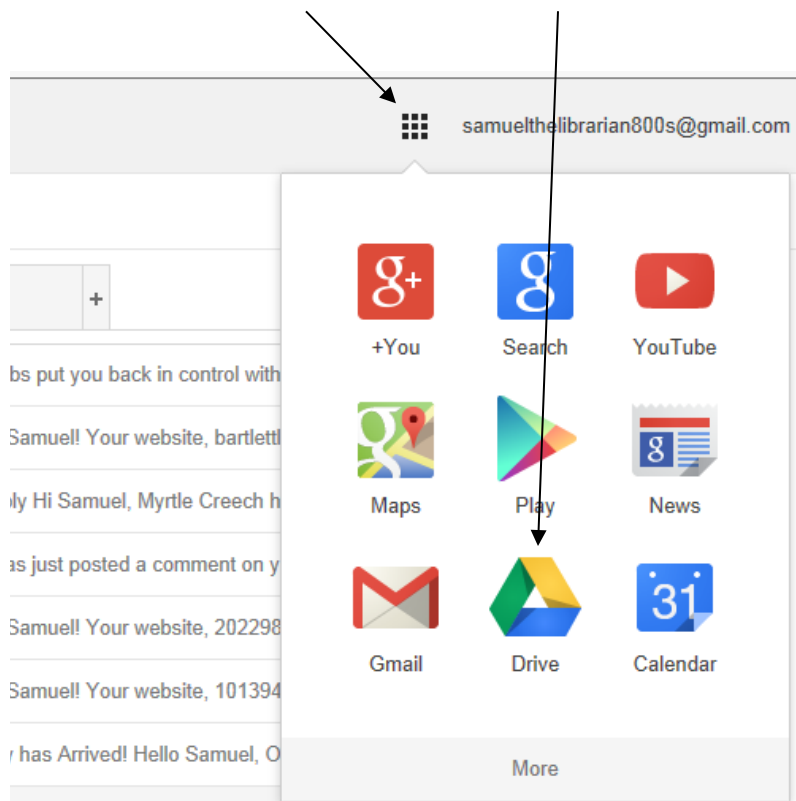 samuelthelibrarian800s@gmail.com
+
g+
g
+You
Search
YouTube
bs put you back in control with
Samuel! Your website, bartlettl
g
g
Maps
Play
News
ly Hi Samuel, Myrtle Creech h
as just posted a comment on y
31
Samuel! Your website, 202298
Gmail
Drive
Calendar
Samuel! Your website, 101394
has Arrived! Hello Samuel, O
More